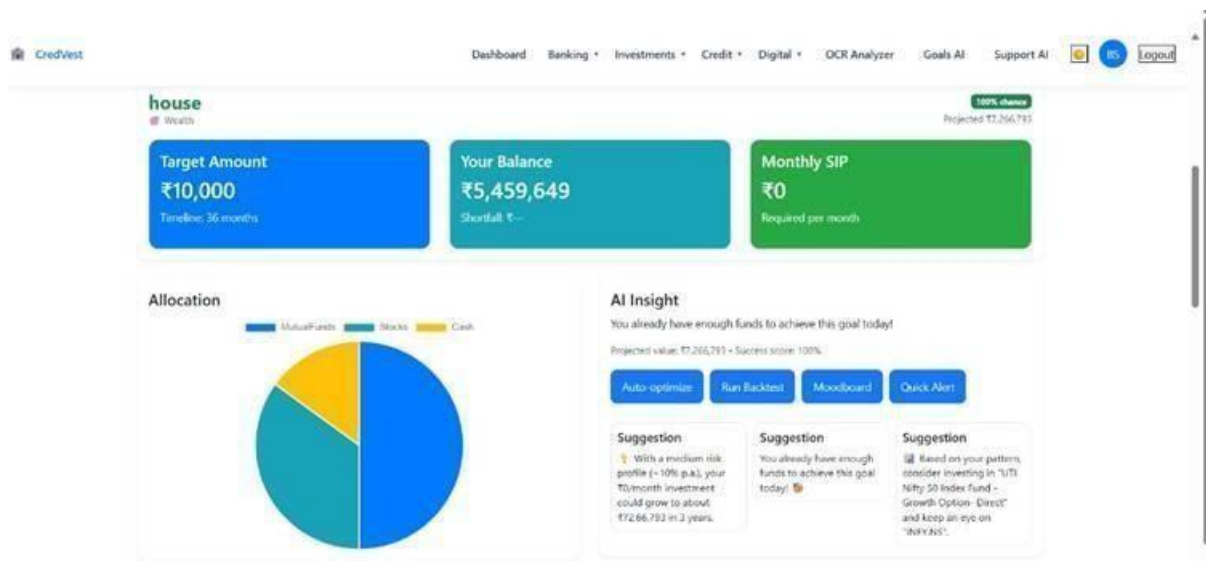 CredVest
Dashboard Banking Investments Credit Digital OCR Analyzer Goals AI Support AI BS Logout
house
100% chance
Wealth
Projected ₹7,266,793
Target Amount
₹10,000
Timeline: 36 months
Your Balance
₹5,459,649
Shortfall: ₹—
Monthly SIP
₹0
Required per month
Allocation
MutualFunds Stocks Cash
AI Insight
You already have enough funds to achieve this goal today!
Projected value: ₹7,266,793 • Success score: 100%
Auto-optimize Run Backtest Moodboard Quick Alert
Suggestion
With a medium risk
profile (~10% p.a.), your
₹0/month investment
could grow to about
₹72,66,793 in 3 years.
Suggestion
You already have enough
funds to achieve this goal
today!
Suggestion
Based on your pattern,
consider investing in "UTI
Nifty 50 Index Fund -
Growth Option- Direct"
and keep an eye on
"INFY.NS".